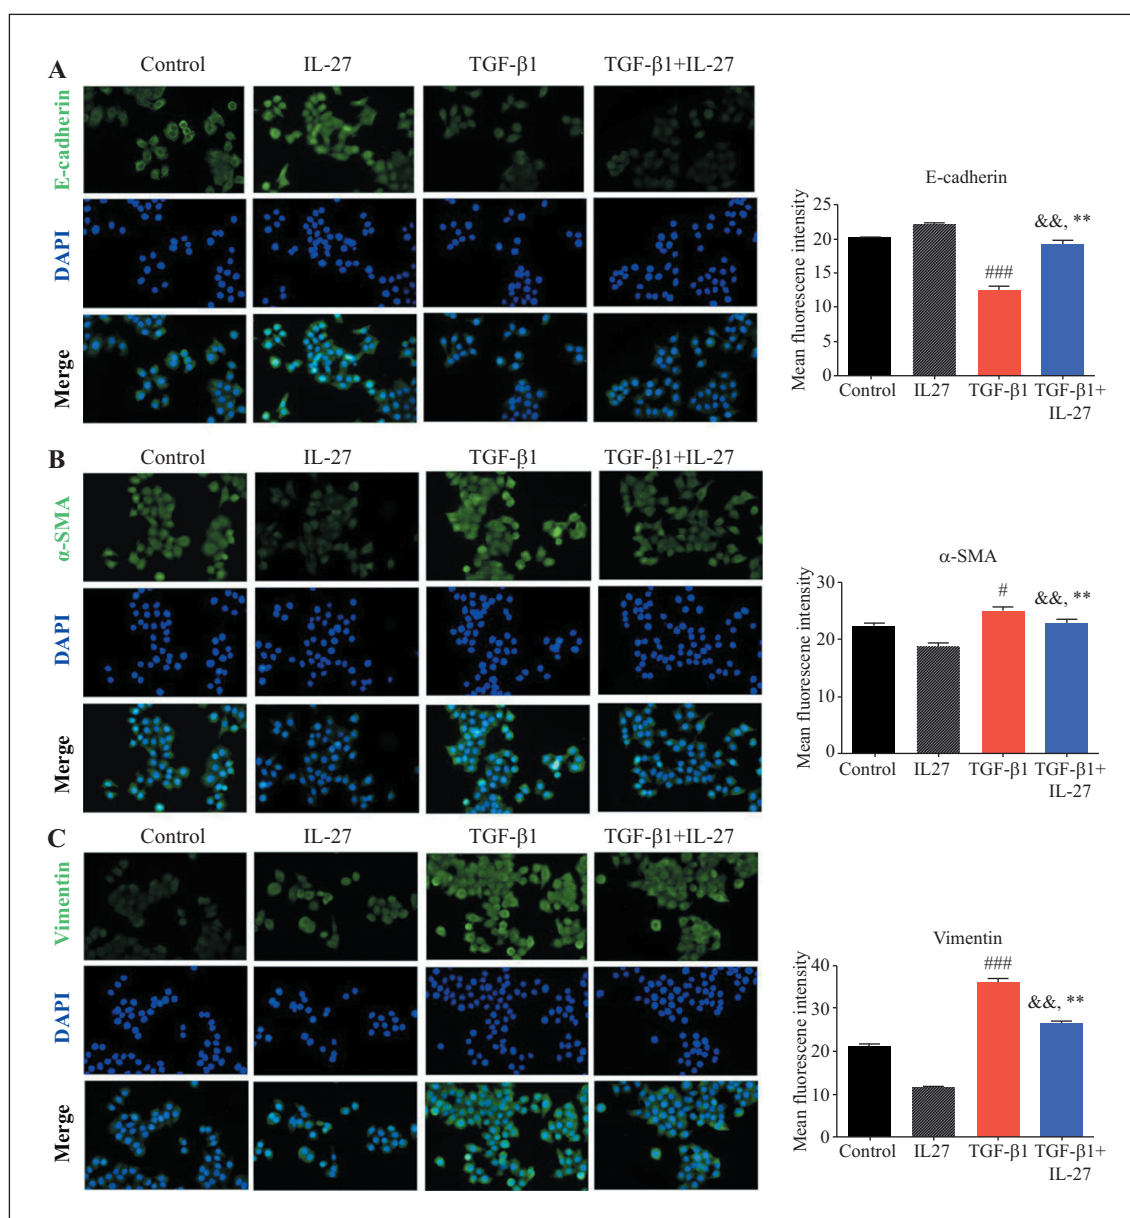 A
Control IL-27 TGF-β1 TGF-β1+IL-27
E-cadherin
DAPI
Merge
E-cadherin
Mean fluorescene intensity
25
20
15
10
5
0
###
&&, **
Control IL27 TGF-β1 TGF-β1+
IL-27
B
Control IL-27 TGF-β1 TGF-β1+IL-27
α-SMA
DAPI
Merge
α-SMA
Mean fluorescene intensity
30
20
10
0
#
&&, **
Control IL27 TGF-β1 TGF-β1+
IL-27
C
Control IL-27 TGF-β1 TGF-β1+IL-27
Vimentin
DAPI
Merge
Vimentin
Mean fluorescene intensity
40
30
20
10
0
###
&&, **
Control IL27 TGF-β1 TGF-β1+
IL-27